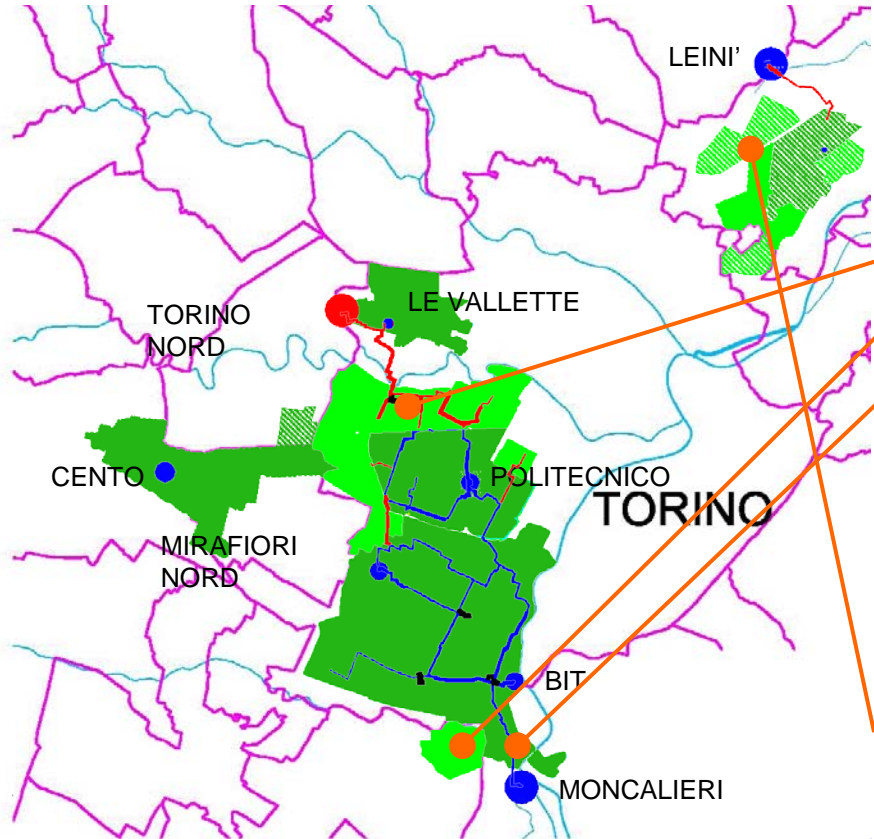 LEINI'
TORINO
NORD
LE VALLETTE
CENTO
POLITECNICO
TORINO
MIRAFIORI
NORD
BIT
MONCALIERI